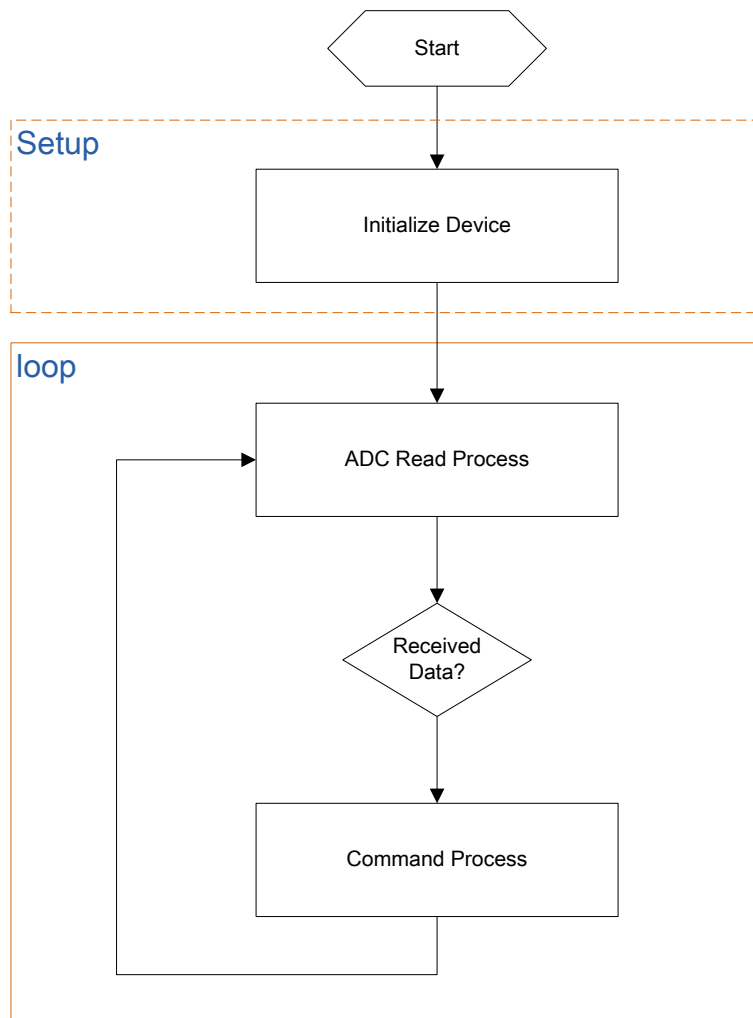 Start
Setup
Initialize Device
loop
ADC Read Process
Received
Data?
Command Process